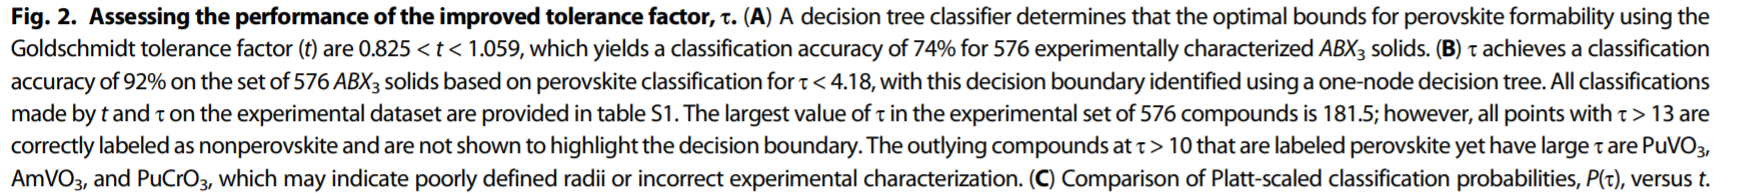 Fig. 2. Assessing the performance of the improved tolerance factor, τ. (A) A decision tree classifier determines that the optimal bounds for perovskite formability using the
Goldschmidt tolerance factor (t) are 0.825 < t < 1.059, which yields a classification accuracy of 74% for 576 experimentally characterized ABX₃ solids. (B) τ achieves a classification
accuracy of 92% on the set of 576 ABX₃ solids based on perovskite classification for τ < 4.18, with this decision boundary identified using a one-node decision tree. All classifications
made by t and τ on the experimental dataset are provided in table S1. The largest value of τ in the experimental set of 576 compounds is 181.5; however, all points with τ > 13 are
correctly labeled as nonperovskite and are not shown to highlight the decision boundary. The outlying compounds at τ > 10 that are labeled perovskite yet have large τ are PuVO₃,
AmVO₃, and PuCrO₃, which may indicate poorly defined radii or incorrect experimental characterization. (C) Comparison of Platt-scaled classification probabilities, P(τ), versus t.